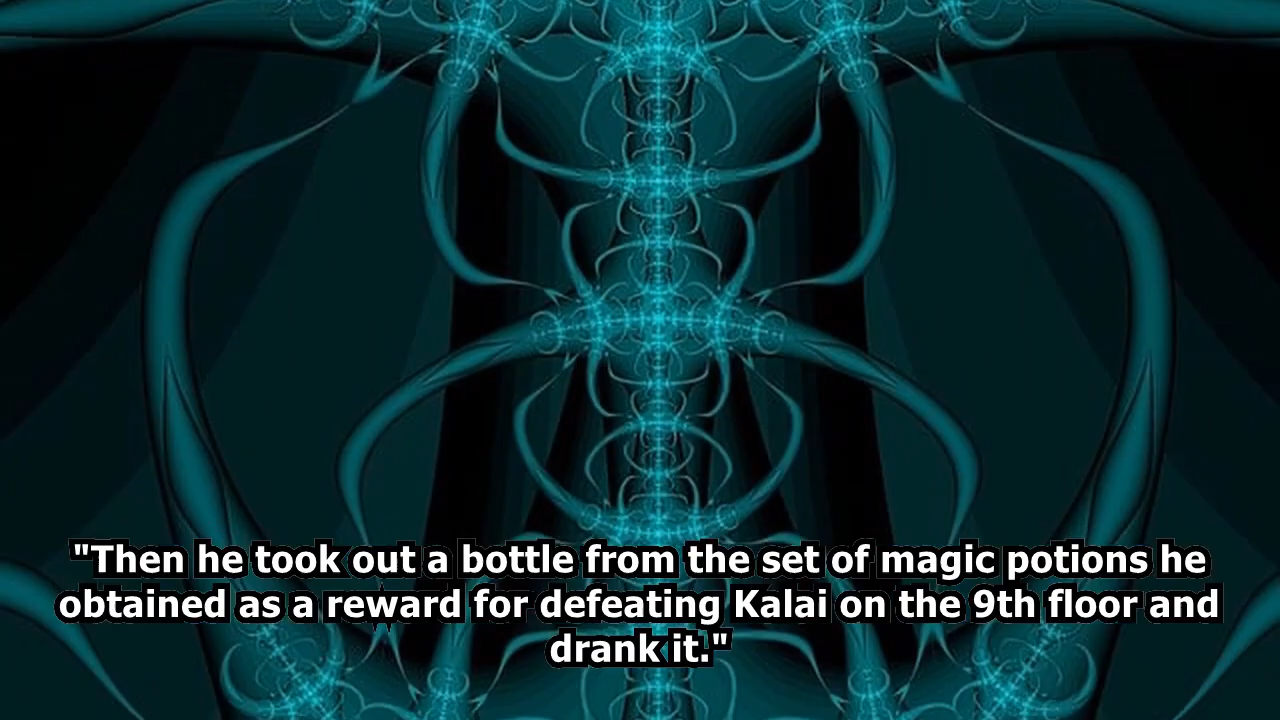 "Then he took out a bottle from the set of magic potions he
obtained as a reward for defeating Kalai on the 9th floor and
drank it."